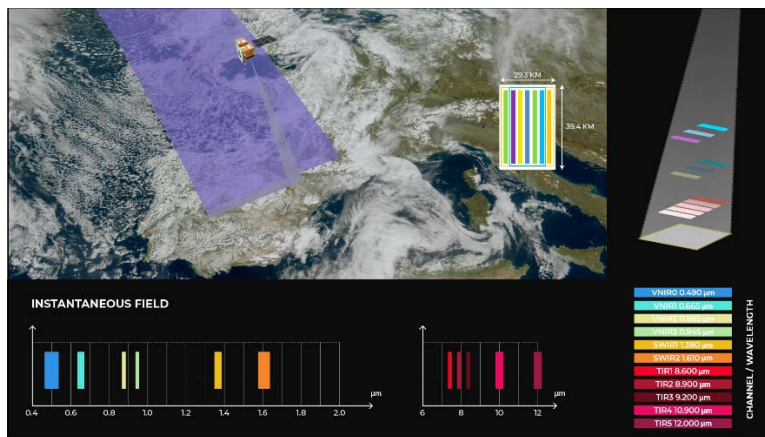 29.3 KM
39.4 KM
INSTANTANEOUS FIELD
μm
0.4 0.6 0.8 1.0 1.2 1.4 1.6 2.0
μm
6 8 10 12
VNIR0 0.490 μm
VNIR1 0.665 μm
VNIR2 0.865 μm
VNIR3 0.945 μm
SWIR1 1.380 μm
SWIR2 1.610 μm
TIR1 8.600 μm
TIR2 8.900 μm
TIR3 9.200 μm
TIR4 10.900 μm
TIR5 12.000 μm
CHANNEL / WAVELENGTH